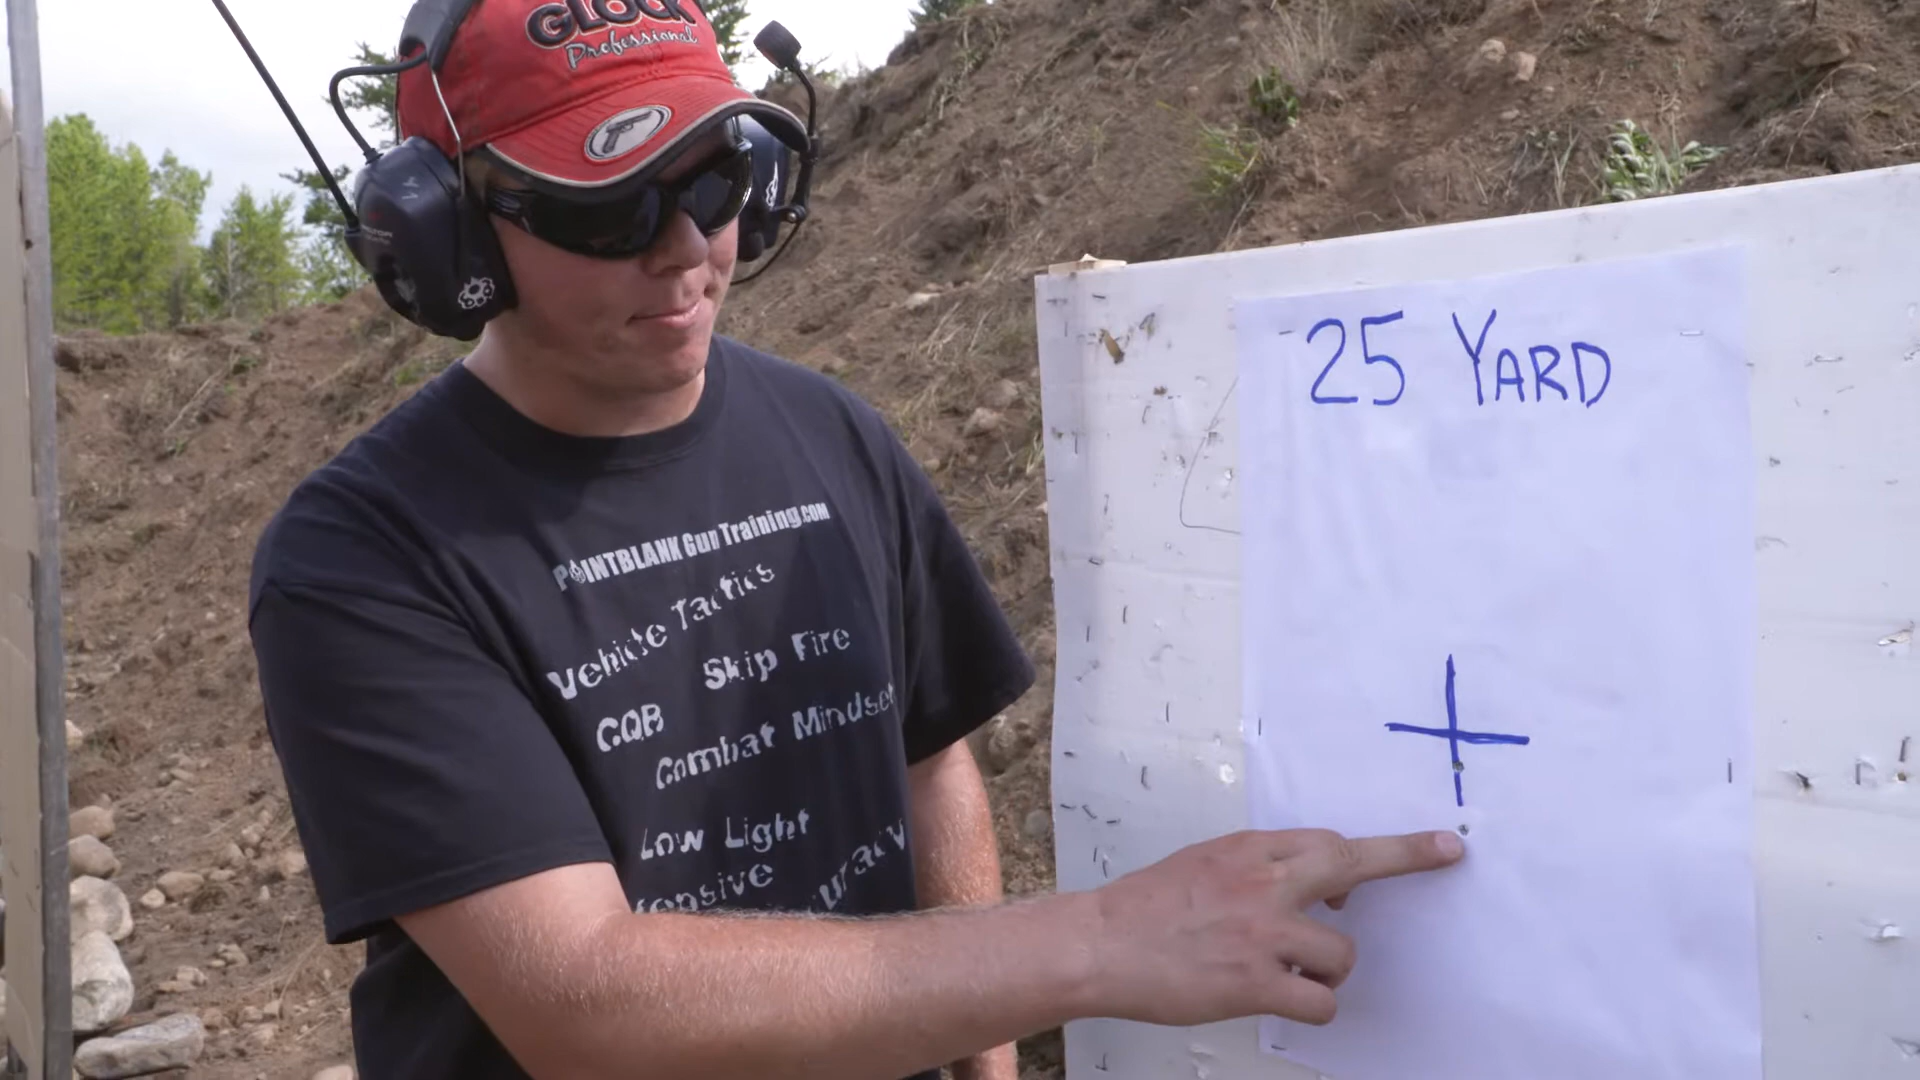 GLOCK
Professional
25 YARD
POINTBLANK Gun Training.com
Vehicle Tactics
Skip Fire
CQB
Combat Mindset
Low Light